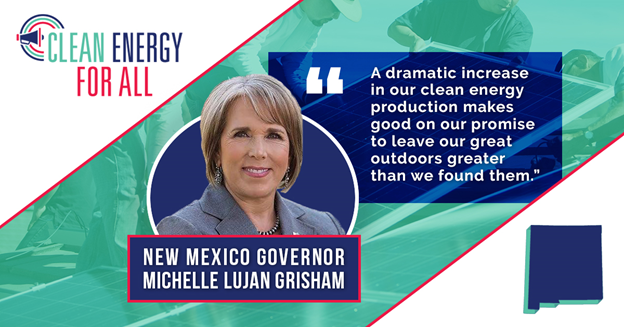 CLEAN ENERGY
FOR ALL
“
A dramatic increase
in our clean energy
production makes
good on our promise
to leave our great
outdoors greater
than we found them.”
NEW MEXICO GOVERNOR
MICHELLE LUJAN GRISHAM